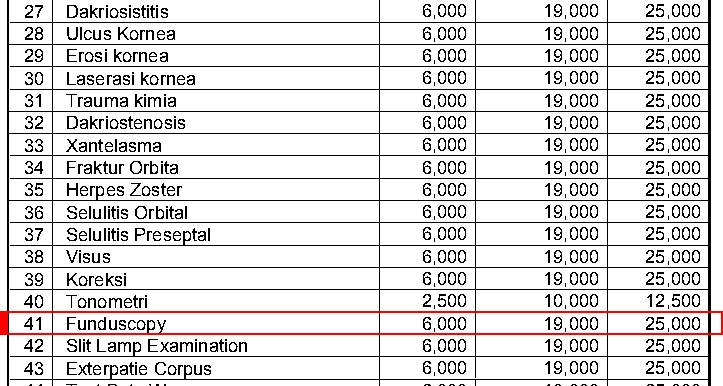 27 Dakriosistitis 6,000 19,000 25,000
28 Ulcus Kornea 6,000 19,000 25,000
29 Erosi kornea 6,000 19,000 25,000
30 Laserasi kornea 6,000 19,000 25,000
31 Trauma kimia 6,000 19,000 25,000
32 Dakriostenosis 6,000 19,000 25,000
33 Xantelasma 6,000 19,000 25,000
34 Fraktur Orbita 6,000 19,000 25,000
35 Herpes Zoster 6,000 19,000 25,000
36 Selulitis Orbital 6,000 19,000 25,000
37 Selulitis Preseptal 6,000 19,000 25,000
38 Visus 6,000 19,000 25,000
39 Koreksi 6,000 19,000 25,000
40 Tonometri 2,500 10,000 12,500
41 Funduscopy 6,000 19,000 25,000
42 Slit Lamp Examination 6,000 19,000 25,000
43 Exterpatie Corpus 6,000 19,000 25,000